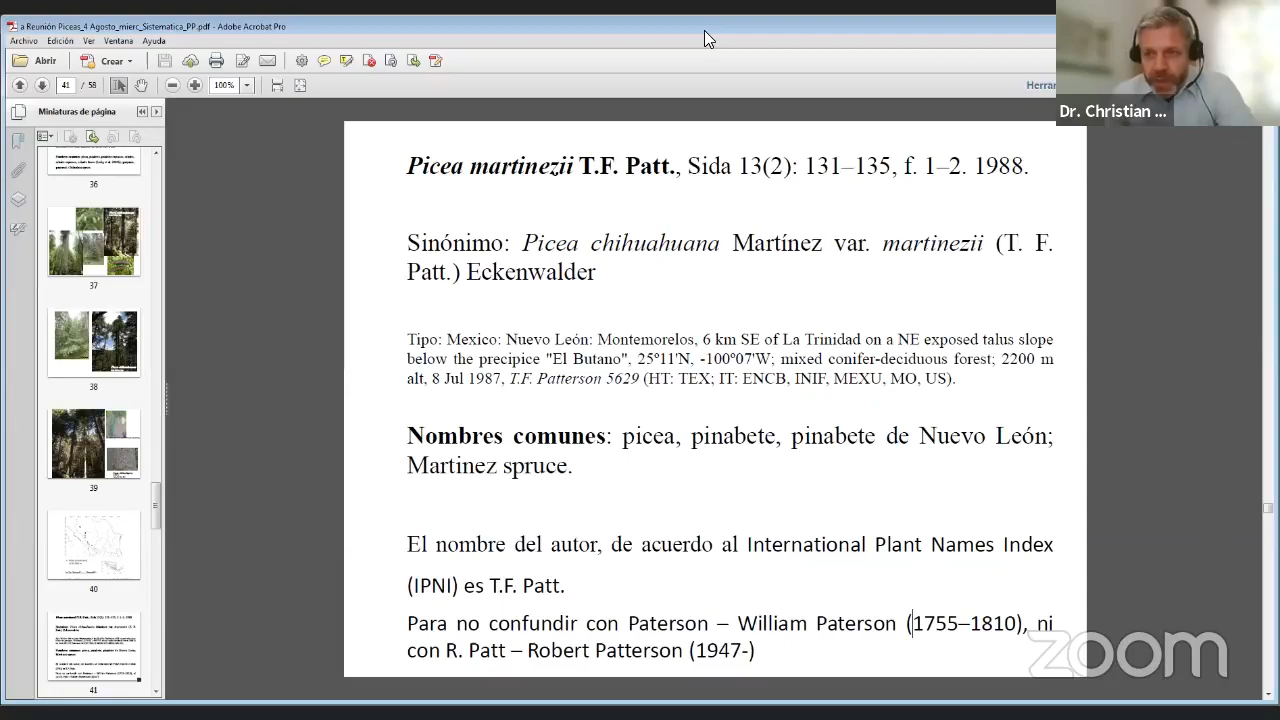 a Reunión Piceas_4 Agosto_mierc_Sistematica_PP.pdf - Adobe Acrobat Pro
Archivo Edición Ver Ventana Ayuda
Abrir Crear
41 / 58 100% Herrar
Dr. Christian ...
Miniaturas de página
36
37
38
39
40
41
Picea martinezii T.F. Patt., Sida 13(2): 131–135, f. 1–2. 1988.
Sinónimo: Picea chihuahuana Martínez var. martinezii (T. F.
Patt.) Eckenwalder
Tipo: Mexico: Nuevo León: Montemorelos, 6 km SE of La Trinidad on a NE exposed talus slope
below the precipice "El Butano", 25º11'N, -100º07'W; mixed conifer-deciduous forest; 2200 m
alt, 8 Jul 1987, T.F. Patterson 5629 (HT: TEX; IT: ENCB, INIF, MEXU, MO, US).
Nombres comunes: picea, pinabete, pinabete de Nuevo León;
Martinez spruce.
El nombre del autor, de acuerdo al International Plant Names Index
(IPNI) es T.F. Patt.
Para no confundir con Paterson – William Paterson (1755–1810), ni
con R. Patt – Robert Patterson (1947-)
zoom